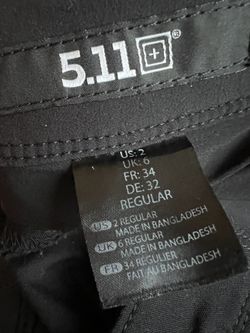 5.11
®
US: 2
UK: 6
FR: 34
DE: 32
REGULAR
US 2 REGULAR
MADE IN BANGLADESH
UK 6 REGULAR
MADE IN BANGLADESH
FR 34 REGULIER
FAIT AU BANGLADESH